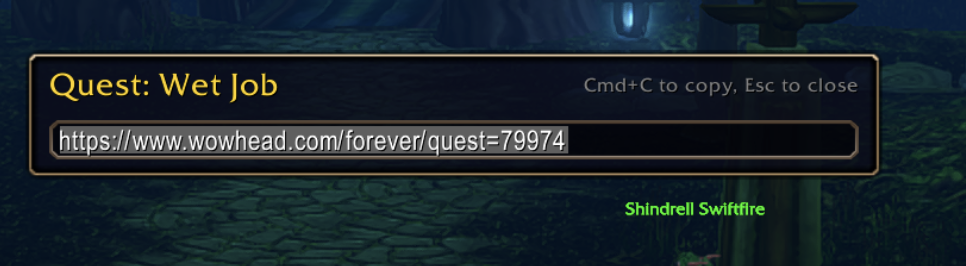 Quest: Wet Job
Cmd+C to copy, Esc to close
https://www.wowhead.com/forever/quest=79974
Shindrell Swiftfire